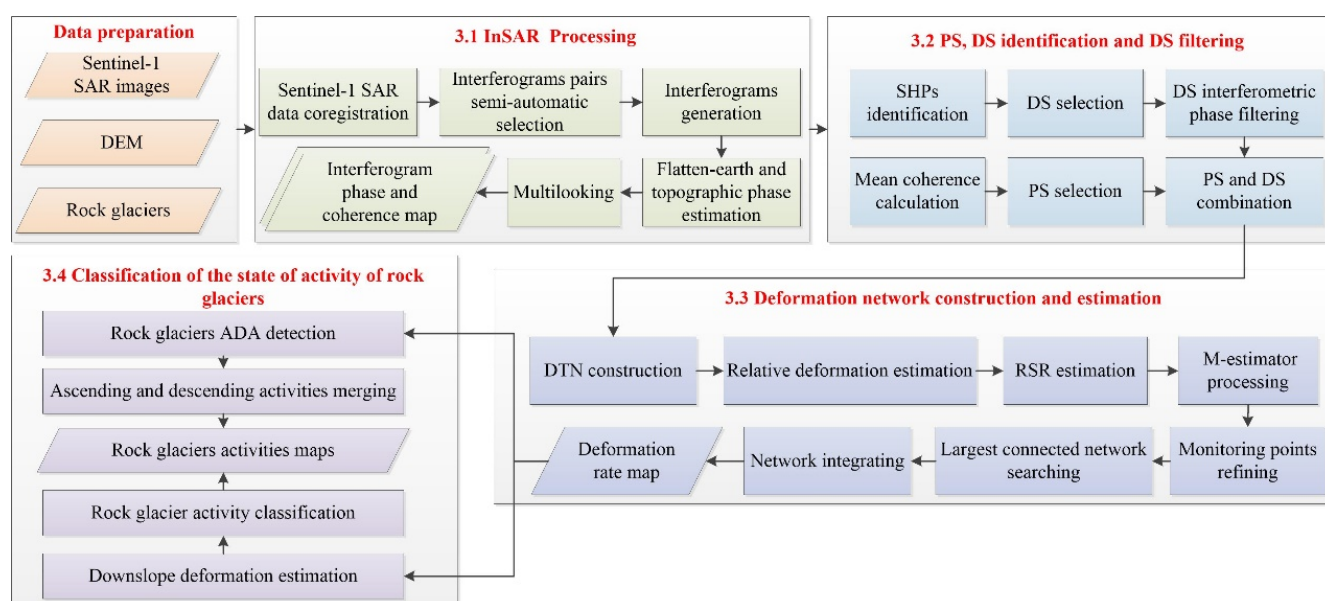 Data preparation
Sentinel-1
SAR images
DEM
Rock glaciers
3.1 InSAR Processing
Sentinel-1 SAR
data coregistration
Interferograms pairs
semi-automatic
selection
Interferograms
generation
Interferogram
phase and
coherence map
Multilooking
Flatten-earth and
topographic phase
estimation
3.2 PS, DS identification and DS filtering
SHPs
identification
DS selection
DS interferometric
phase filtering
Mean coherence
calculation
PS selection
PS and DS
combination
3.4 Classification of the state of activity of rock
glaciers
Rock glaciers ADA detection
Ascending and descending activities merging
Rock glaciers activities maps
Rock glacier activity classification
Downslope deformation estimation
3.3 Deformation network construction and estimation
DTN construction
Relative deformation estimation
RSR estimation
M-estimator
processing
Deformation
rate map
Network integrating
Largest connected network
searching
Monitoring points
refining